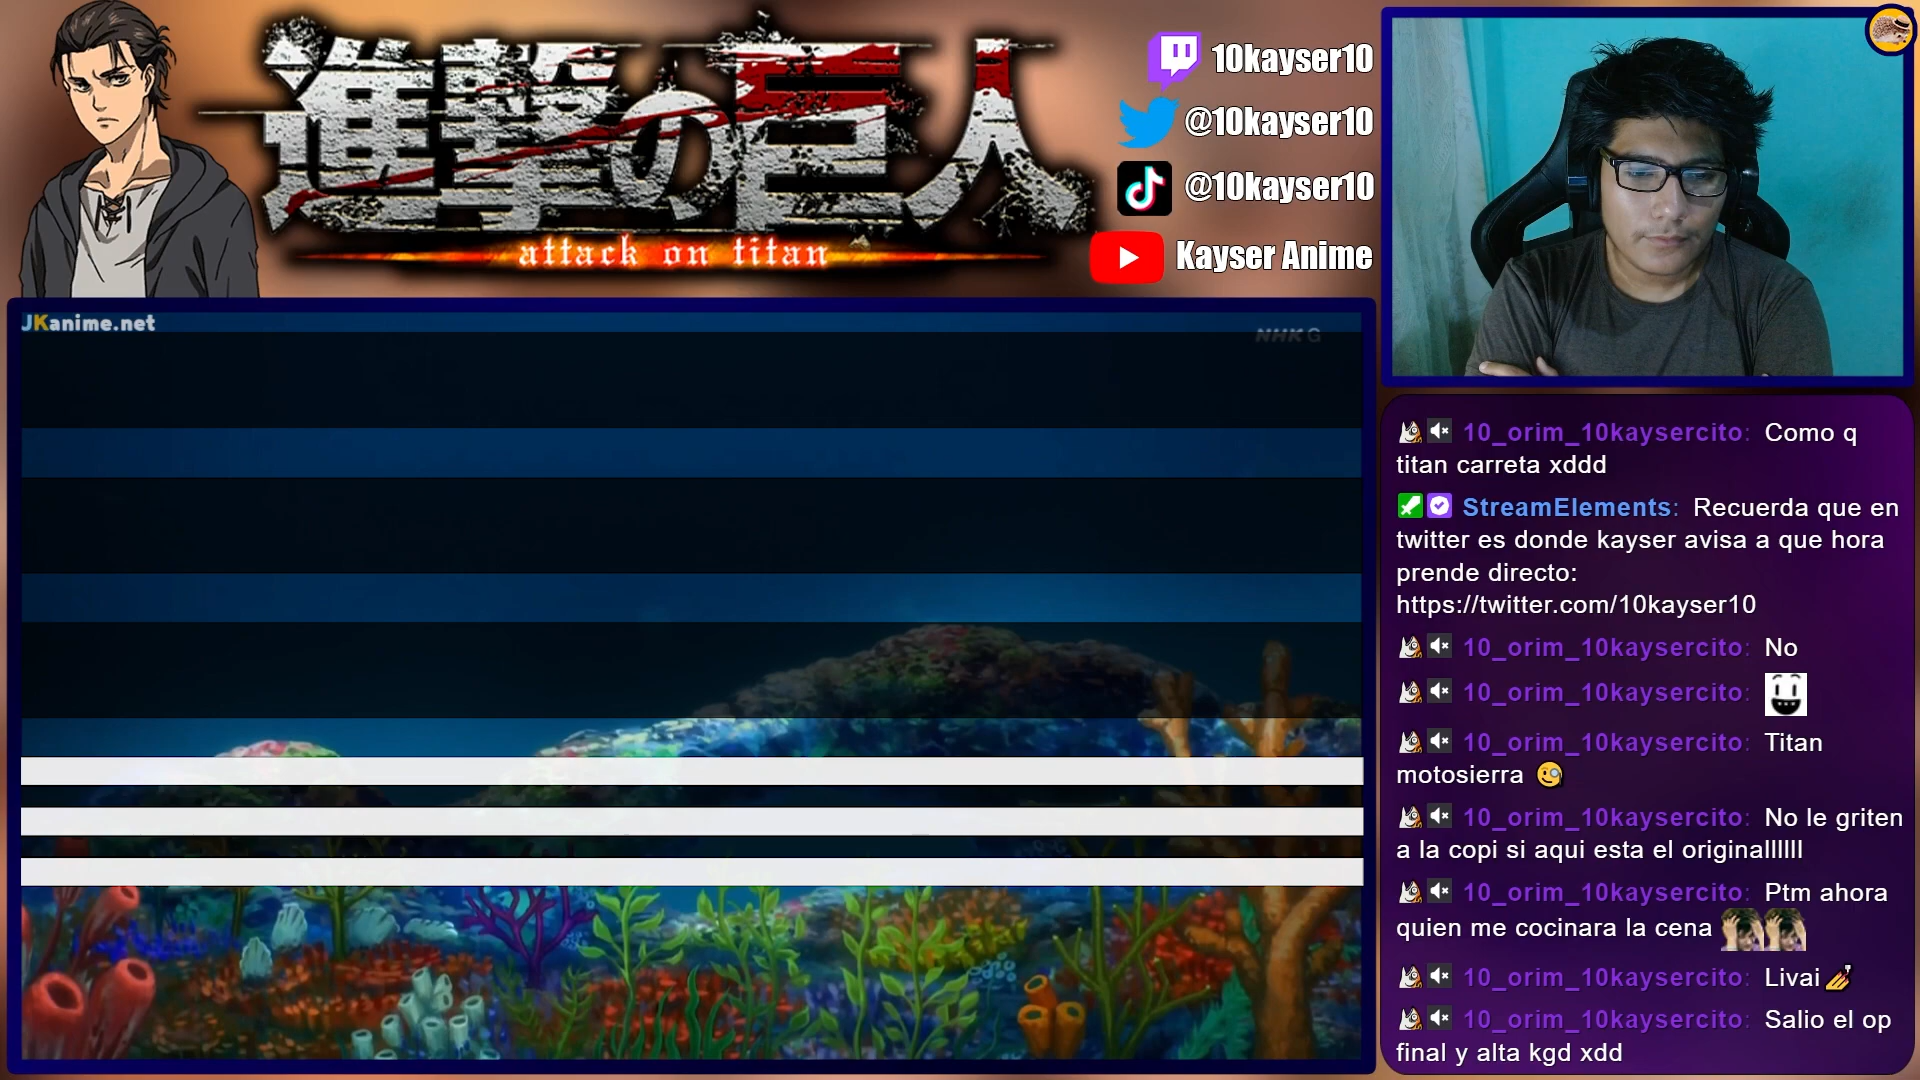 進撃の巨人
attack on titan
10kayser10
@10kayser10
@10kayser10
Kayser Anime
JKanime.net
NHK G
10_orim_10kaysercito: Como q
titan carreta xddd
StreamElements: Recuerda que en
twitter es donde kayser avisa a que hora
prende directo:
https://twitter.com/10kayser10
10_orim_10kaysercito: No
10_orim_10kaysercito:
10_orim_10kaysercito: Titan
motosierra 🧐
10_orim_10kaysercito: No le griten
a la copi si aqui esta el originallllll
10_orim_10kaysercito: Ptm ahora
quien me cocinara la cena
10_orim_10kaysercito: Livai💅
10_orim_10kaysercito: Salio el op
final y alta kgd xdd